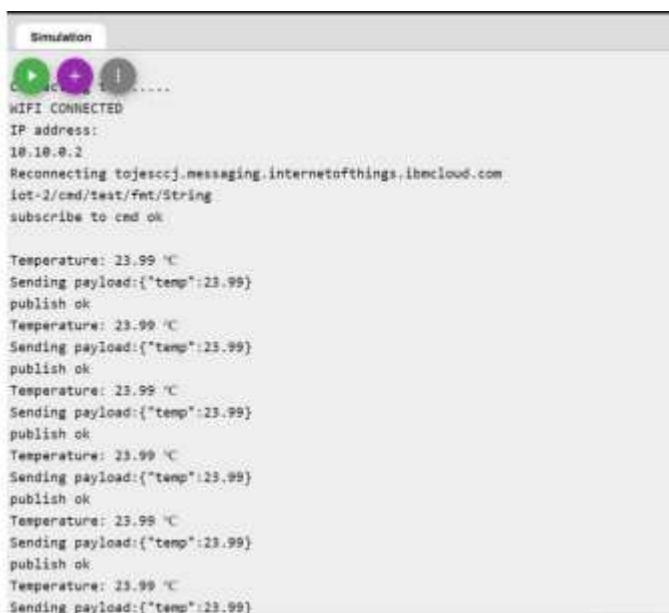 Simulation
WIFI CONNECTED
IP address:
10.10.0.2
Reconnecting tojesccj.messaging.internetofthings.ibmcloud.com
iot-2/cmd/test/fmt/String
subscribe to cmd ok
Temperature: 23.99 °C
Sending payload:{"temp":23.99}
publish ok
Temperature: 23.99 °C
Sending payload:{"temp":23.99}
publish ok
Temperature: 23.99 °C
Sending payload:{"temp":23.99}
publish ok
Temperature: 23.99 °C
Sending payload:{"temp":23.99}
publish ok
Temperature: 23.99 °C
Sending payload:{"temp":23.99}
publish ok
Temperature: 23.99 °C
Sending payload:{"temp":23.99}